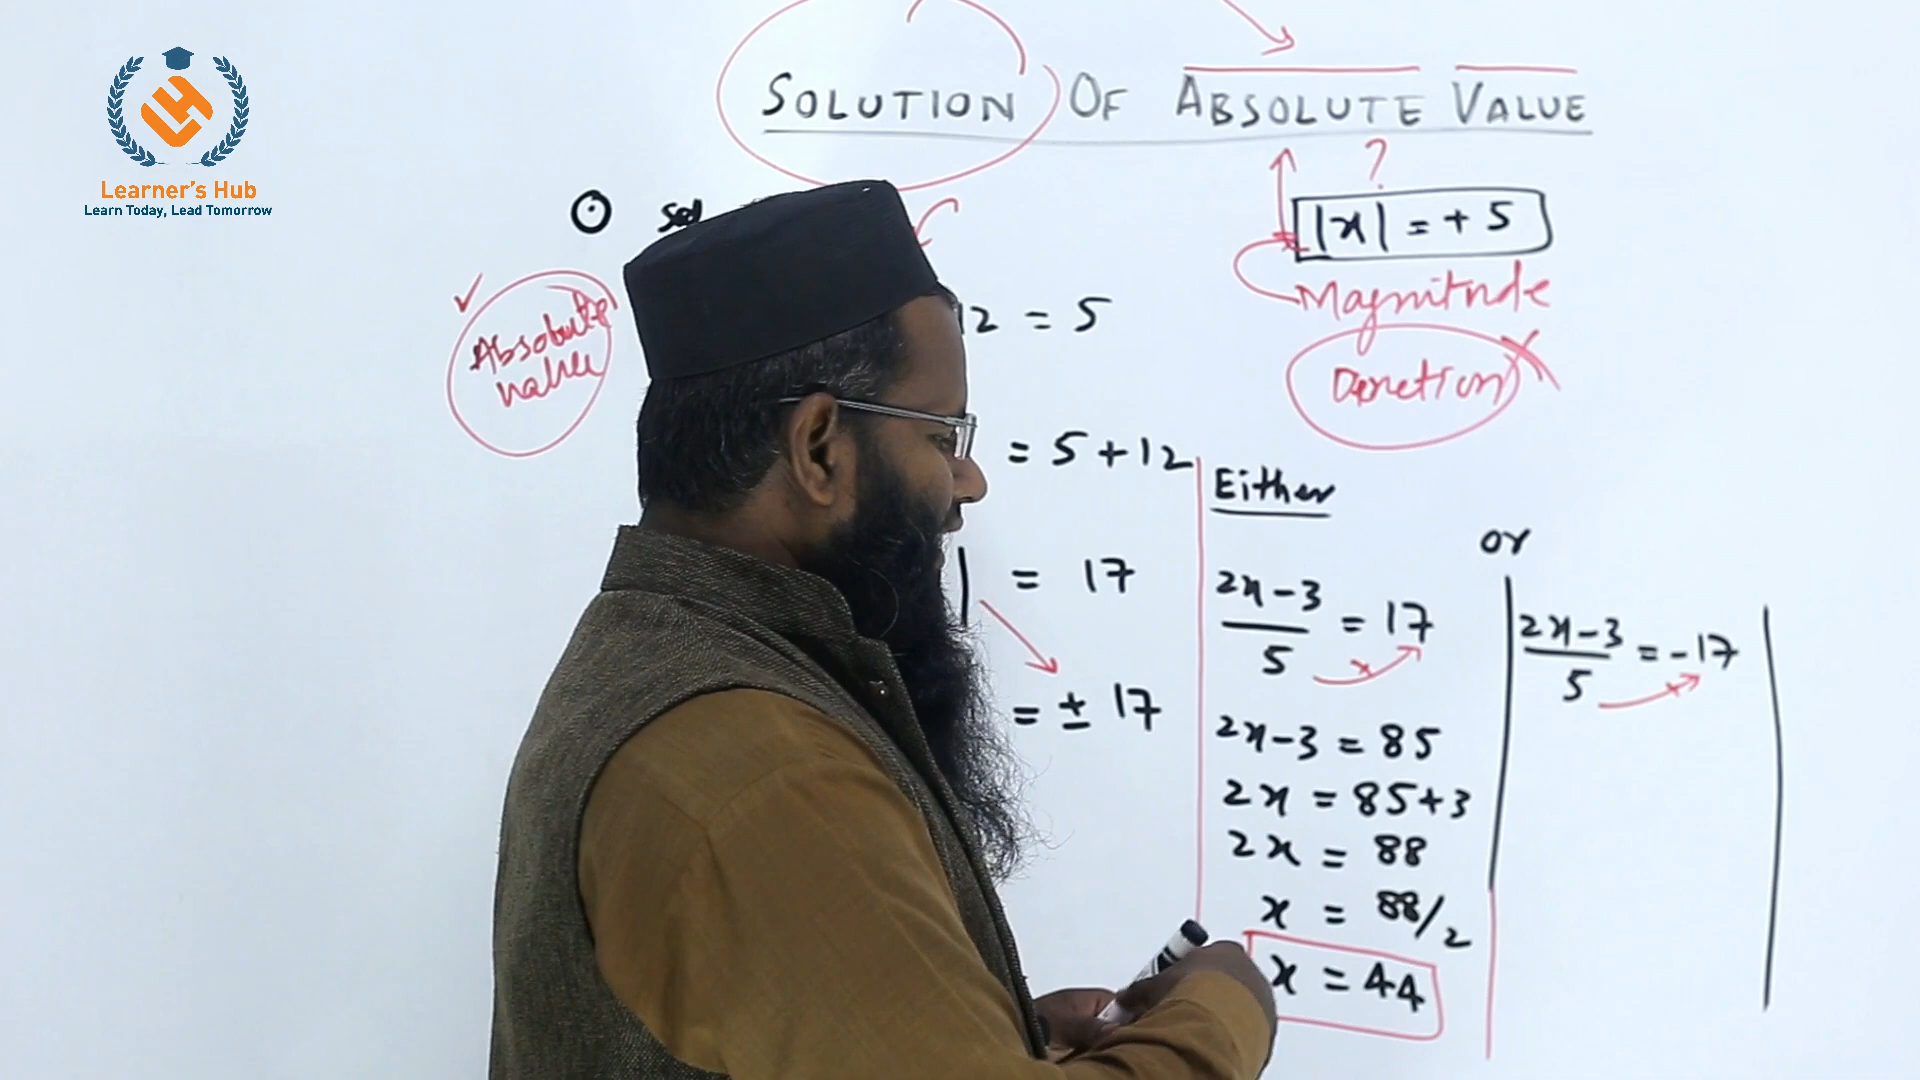 Learner's Hub
Learn Today, Lead Tomorrow
SOLUTION OF ABSOLUTE VALUE
?
|x| = + 5
Magnitude
Absolute
value
12 = 5
= 5 + 12
| = 17
= ± 17
Either
2x-3
5
= 17
2x-3 = 85
2x = 85+3
2x = 88
x = 88/2
x = 44
or
2x-3
5
= -17